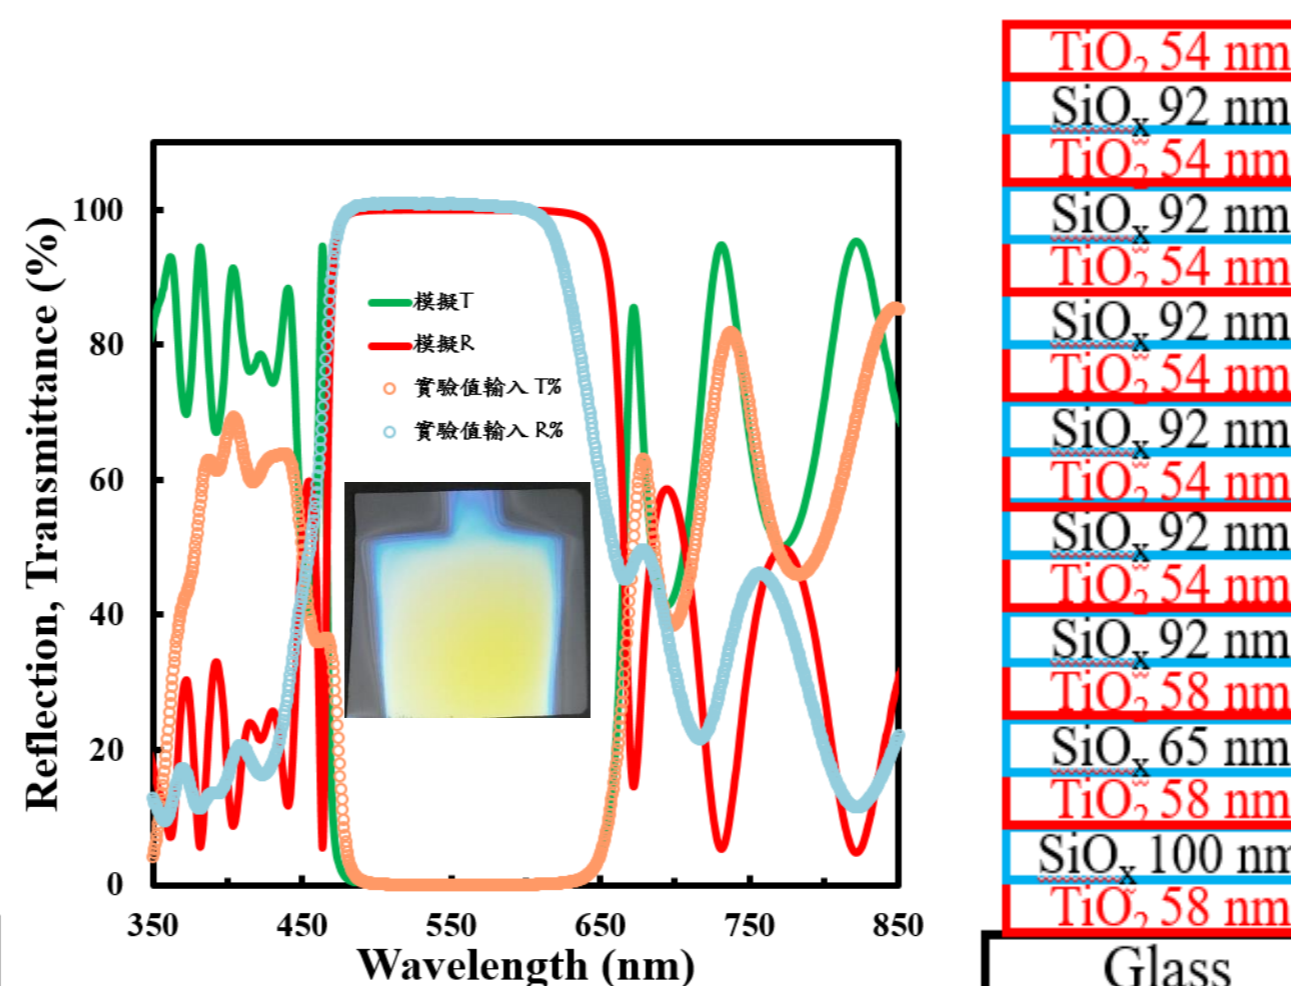 Reflection, Transmittance (%)
100
80
60
40
20
0
模擬T
模擬R
實驗值輸入 T%
實驗值輸入 R%
350 450 550 650 750 850
Wavelength (nm)
TiO2 54 nm
SiOx 92 nm
TiO2 54 nm
SiOx 92 nm
TiO2 54 nm
SiOx 92 nm
TiO2 54 nm
SiOx 92 nm
TiO2 54 nm
SiOx 92 nm
TiO2 54 nm
SiOx 92 nm
TiO2 58 nm
SiOx 65 nm
TiO2 58 nm
SiOx 100 nm
TiO2 58 nm
Glass